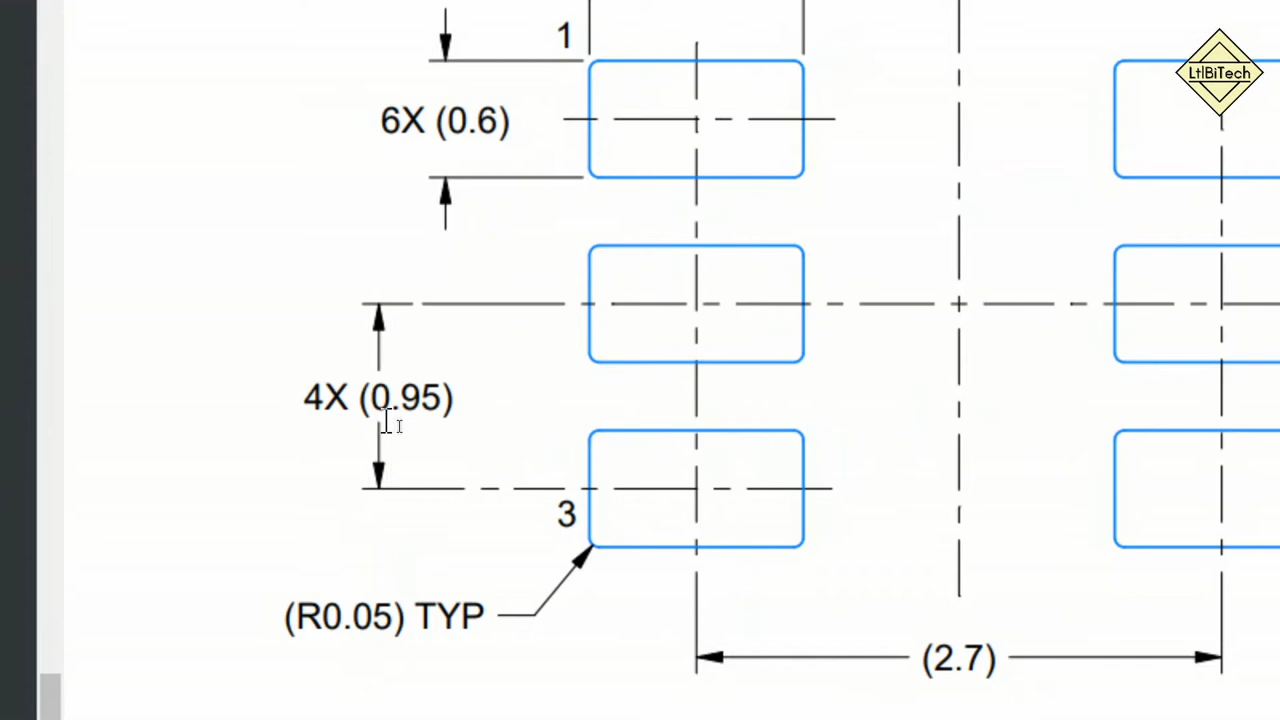 1
LtlBiTech
6X (0.6)
4X (0.95)
3
(R0.05) TYP
(2.7)